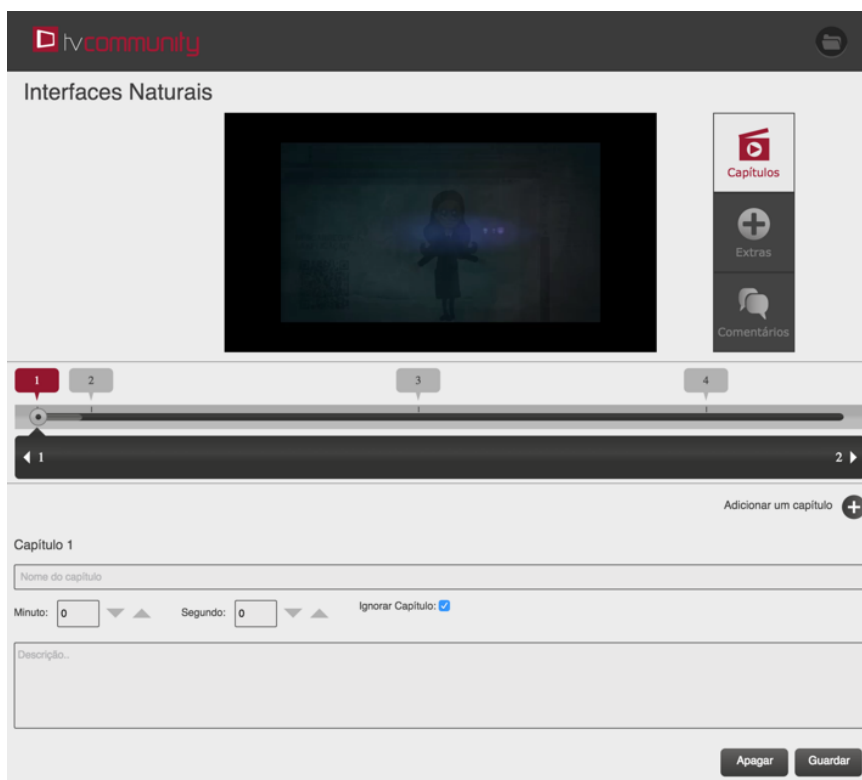 tvcommunity
Interfaces Naturais
Capítulos
Extras
Comentários
1
2
3
4
1
2
Adicionar um capítulo
Capítulo 1
Nome do capítulo
Minuto: 0
Segundo: 0
Ignorar Capítulo:
Descrição..
Apagar
Guardar